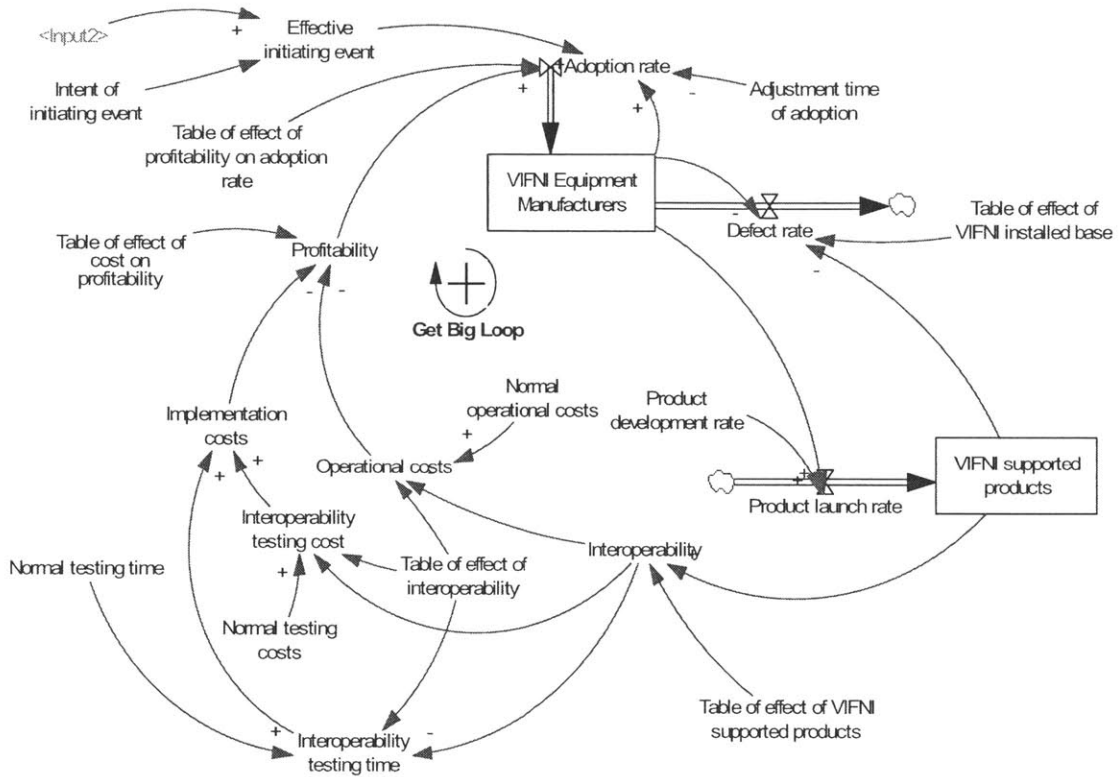 <Input2>
+
Effective
initiating event
Intent of
initiating event
Adoption rate
+
+
-
+
Adjustment time
of adoption
Table of effect of
profitability on adoption
rate
VIFNI Equipment
Manufacturers
-
Defect rate
-
Table of effect of
VIFNI installed base
Table of effect of
cost on
profitability
Profitability
-
-
+
Get Big Loop
Normal
operational costs
+
Product
development rate
Implementation
costs
+
+
Operational costs
VIFNI supported
products
+
+
Product launch rate
Interoperability
testing cost
+
Table of effect of
interoperability
Interoperability
Normal testing time
Normal testing
costs
Table of effect of VIFNI
supported products
+
-
Interoperability
testing time